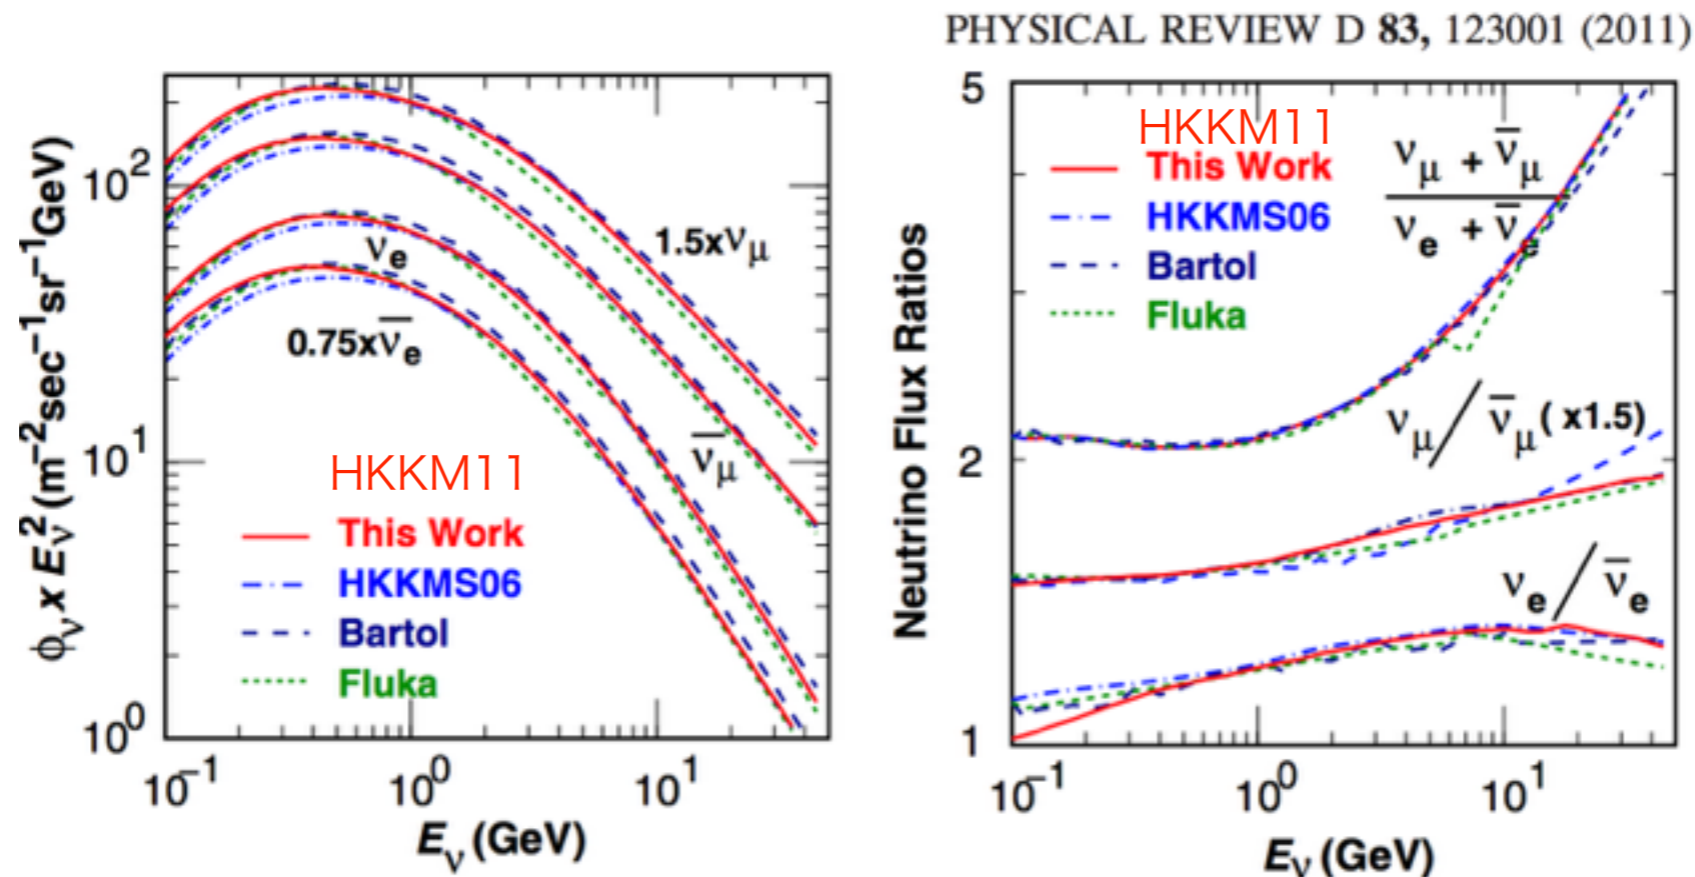 PHYSICAL REVIEW D 83, 123001 (2011)
ϕν x Eν² (m⁻²sec⁻¹sr⁻¹GeV)
10²
10¹
10⁰
1.5xνμ
νe
0.75xν̅e
ν̅μ
HKKM11
This Work
HKKMS06
Bartol
Fluka
10⁻¹
10⁰
10¹
Eν (GeV)
Neutrino Flux Ratios
5
2
1
HKKM11
This Work
HKKMS06
Bartol
Fluka
νμ + ν̅μ
νe + ν̅e
νμ / ν̅μ (x1.5)
νe / ν̅e
10⁻¹
10⁰
10¹
Eν (GeV)